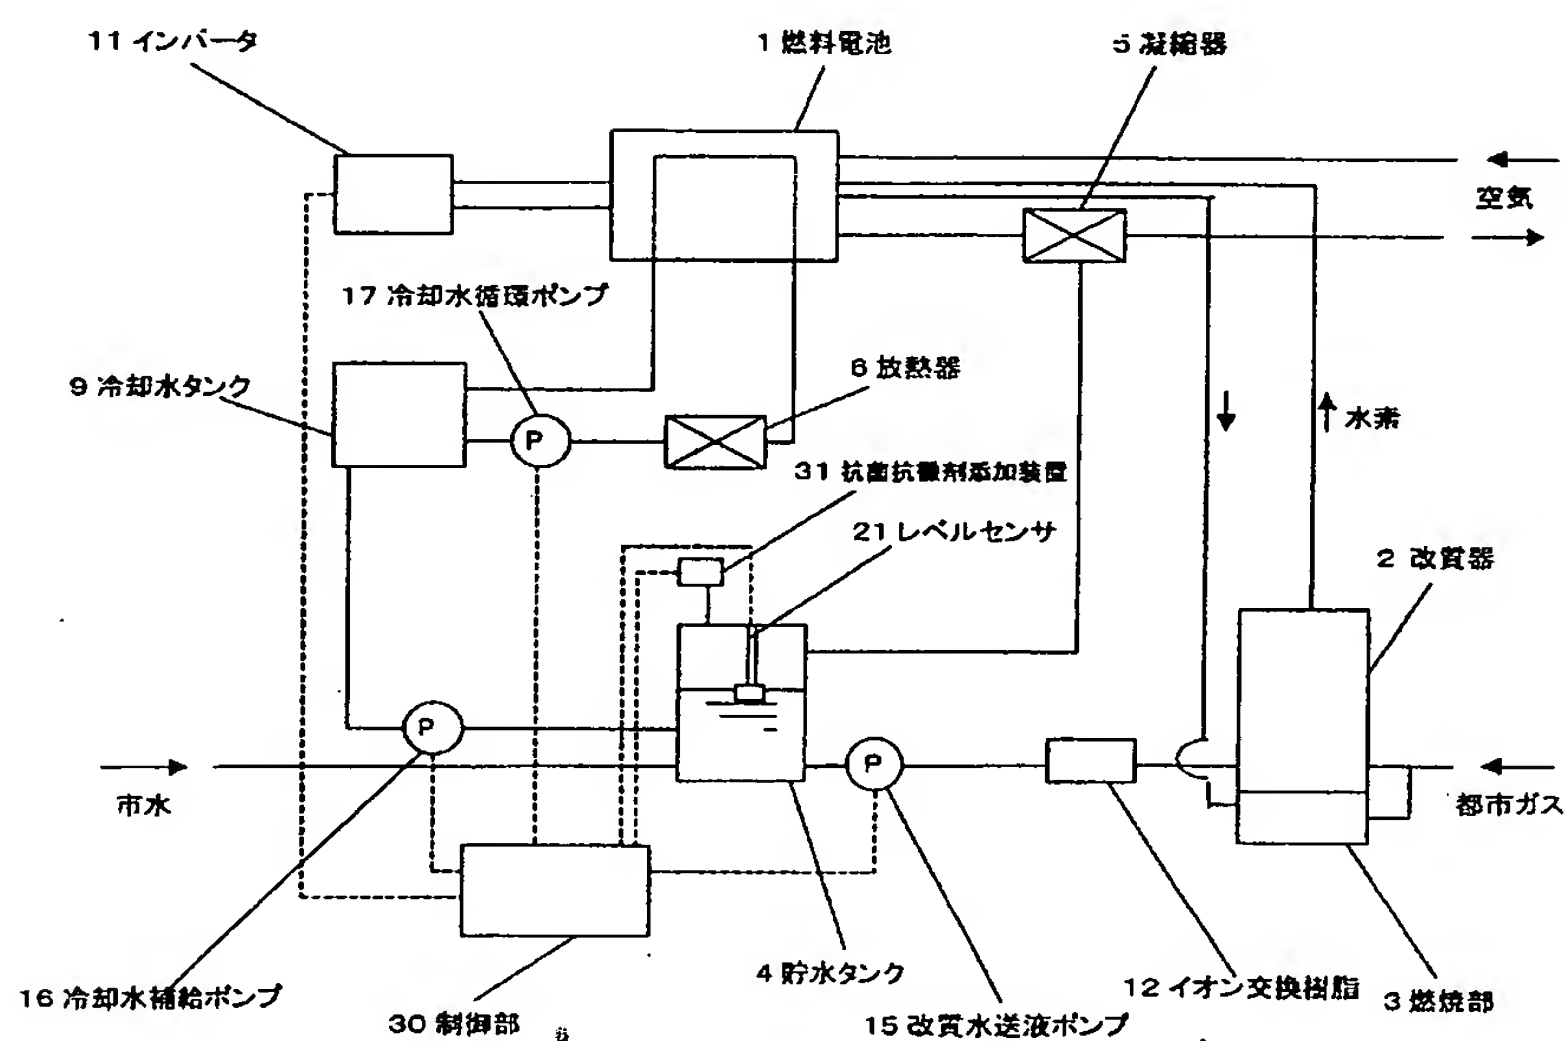 11 インバータ
1 燃料電池
5 凝縮器
空気
17 冷却水循環ポンプ
9 冷却水タンク
6 放熱器
水素
31 抗菌抗黴剤添加装置
21 レベルセンサ
2 改質器
P
P
P
市水
都市ガス
4 貯水タンク
12 イオン交換樹脂
3 燃焼部
16 冷却水補給ポンプ
30 制御部
15 改質水送液ポンプ